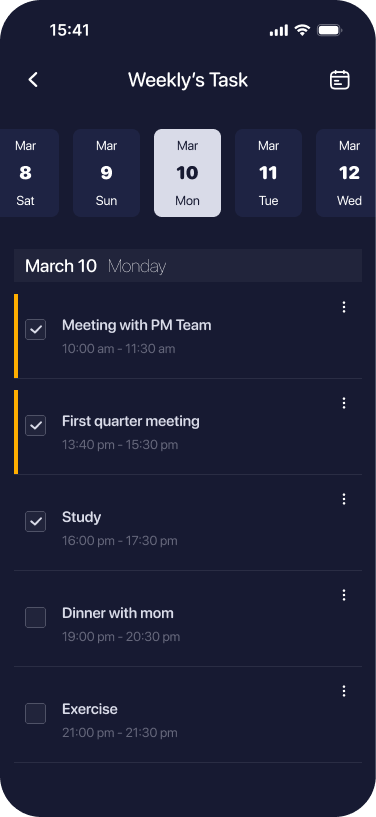 15:41
Weekly's Task
Mar Mar Mar Mar Mar
8 9 10 11 12
Sat Sun Mon Tue Wed
March 10 Monday
Meeting with PM Team
10:00 am - 11:30 am
First quarter meeting
13:40 pm - 15:30 pm
Study
16:00 pm - 17:30 pm
Dinner with mom
19:00 pm - 20:30 pm
Exercise
21:00 pm - 21:30 pm